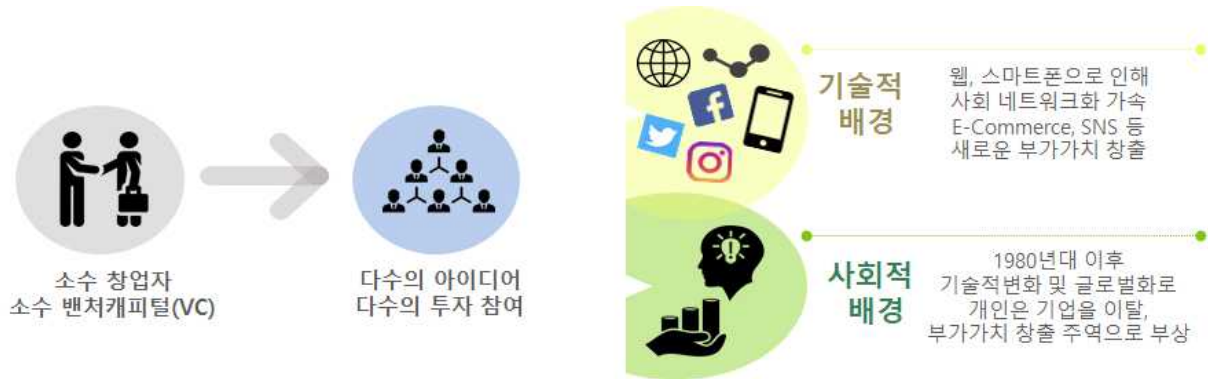 소수 창업자
소수 밴처캐피털(VC)
다수의 아이디어
다수의 투자 참여
기술적
배경
웹, 스마트폰으로 인해
사회 네트워크화 가속
E-Commerce, SNS 등
새로운 부가가치 창출
사회적
배경
1980년대 이후
기술적변화 및 글로벌화로
개인은 기업을 이탈,
부가가치 창출 주역으로 부상